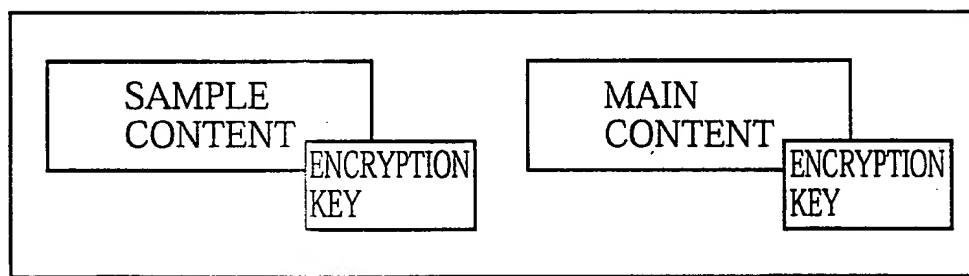 SAMPLE
CONTENT
ENCRYPTION
KEY
MAIN
CONTENT
ENCRYPTION
KEY